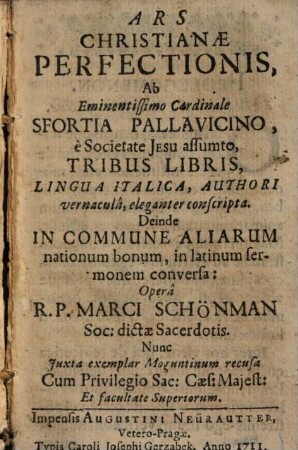 ARS
CHRISTIANÆ
PERFECTIONIS,
Ab
Eminentissimo Cardinale
SFORTIA PALLAVICINO,
è Societate JESU assumto,
TRIBUS LIBRIS,
LINGUA ITALICA, AUTHORI
vernaculâ, eleganter conscripta.
Deinde
IN COMMUNE ALIARUM
nationum bonum, in latinum ser-
monem conversa:
Operâ
R.P. MARCI SCHÖNMAN
Soc: dictæ Sacerdotis.
Nunc
Juxta exemplar Moguntinum recusa
Cum Privilegio Sac: Cæs: Majest:
Et facultate Superiorum.
Impensis AUGUSTINI NEÜRAUTTER,
Vetero-Pragæ.
Typis Caroli Josephi Gerzabek, Anno 1711.